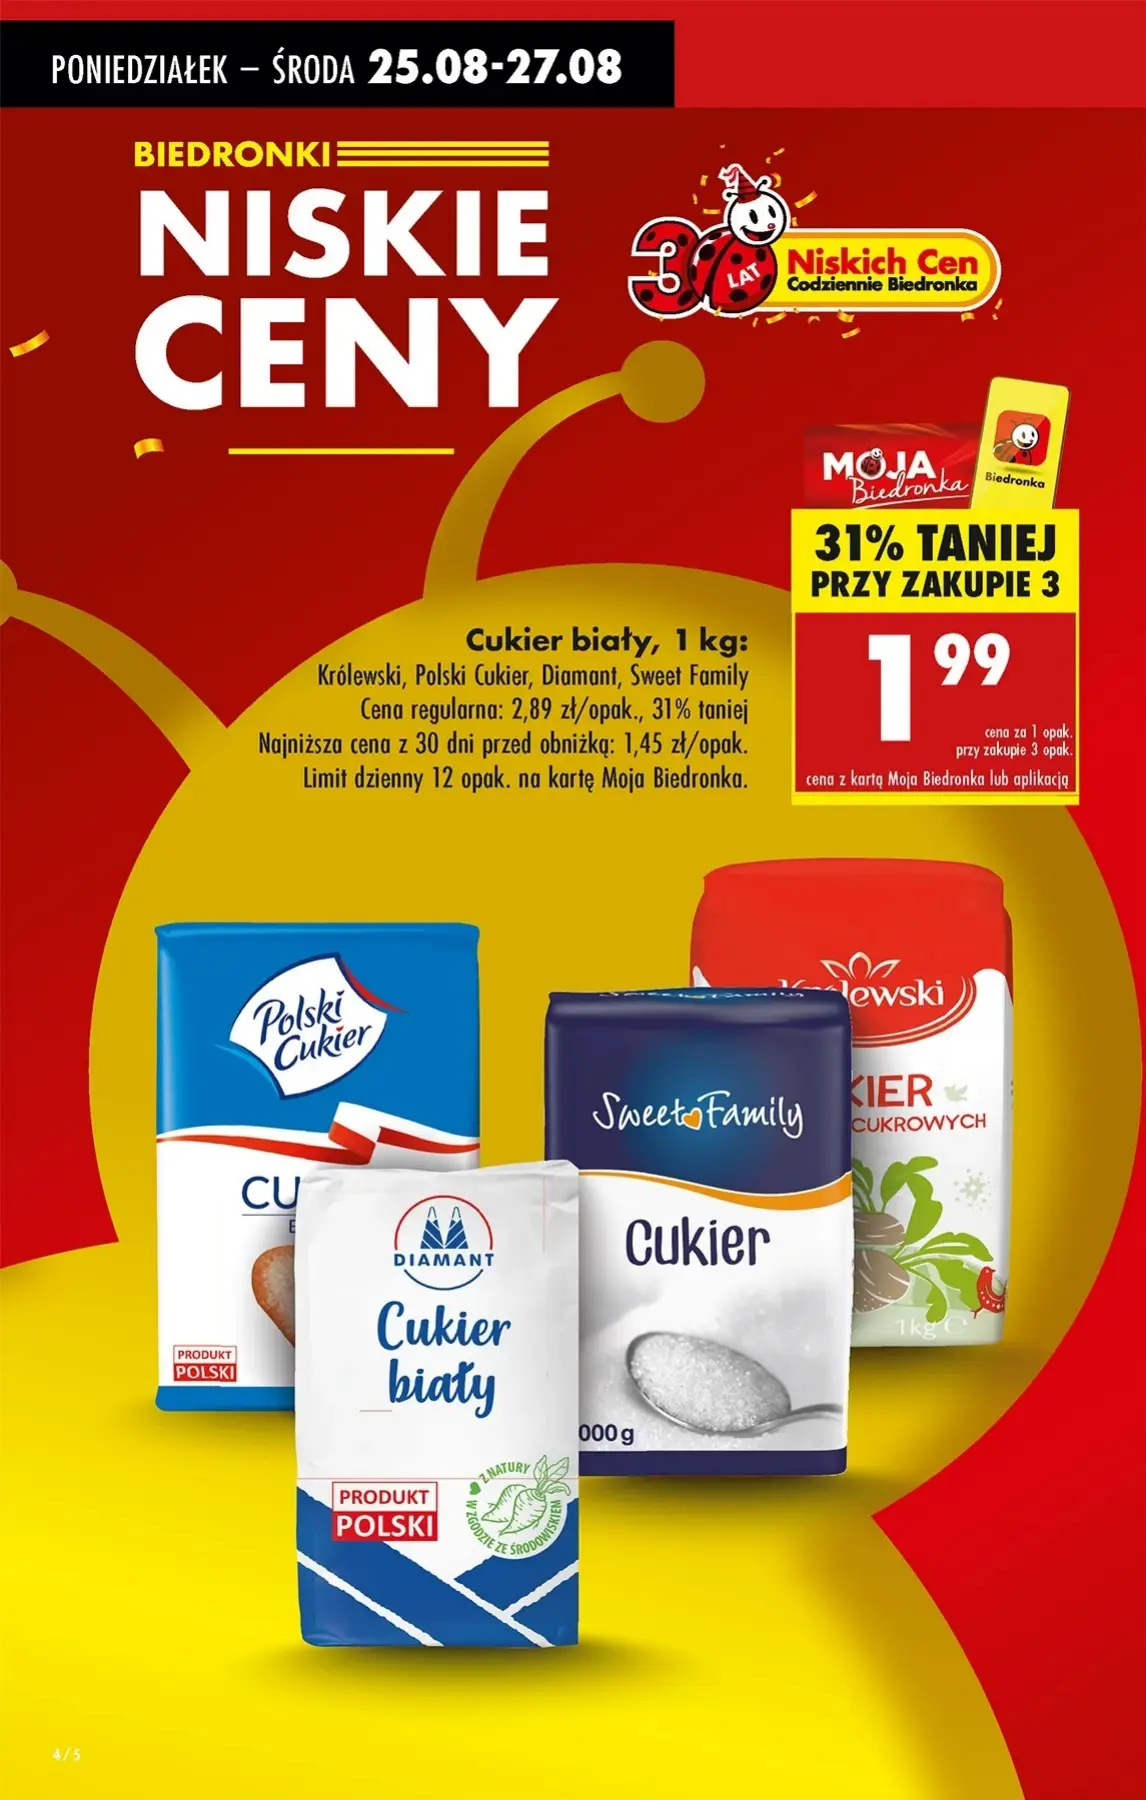 PONIEDZIAŁEK – ŚRODA 25.08-27.08
BIEDRONKI
NISKIE
CENY
30 LAT
Niskich Cen
Codziennie Biedronka
MOJA
Biedronka
Biedronka
31% TANIEJ
PRZY ZAKUPIE 3
1 99
cena za 1 opak.
przy zakupie 3 opak.
cena z kartą Moja Biedronka lub aplikacją
Cukier biały, 1 kg:
Królewski, Polski Cukier, Diamant, Sweet Family
Cena regularna: 2,89 zł/opak., 31% taniej
Najniższa cena z 30 dni przed obniżką: 1,45 zł/opak.
Limit dzienny 12 opak. na kartę Moja Biedronka.
Polski
Cukier
CU
PRODUKT
POLSKI
DIAMANT
Cukier
biały
PRODUKT
POLSKI
Z NATURY
W ZGODZIE ZE ŚRODOWISKIEM
Sweet Family
Sweet Family
Cukier
000 g
Królewski
KIER
CUKROWYCH
1kg e
4/5